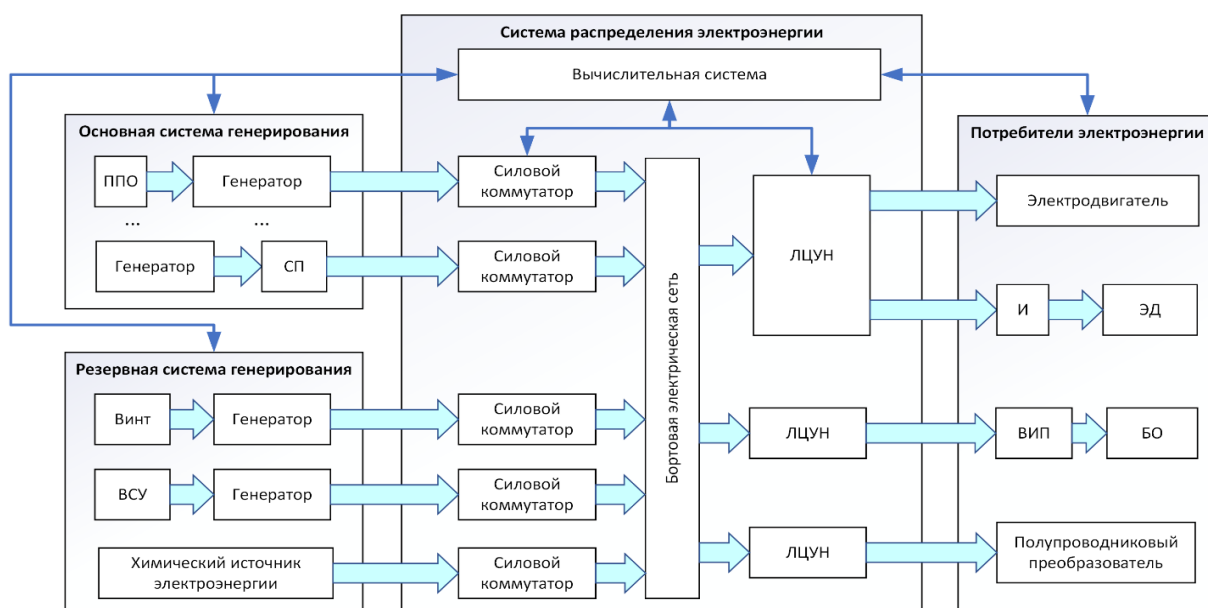 Система распределения электроэнергии
Вычислительная система
Основная система генерирования
ППО
Генератор
...
...
Генератор
СП
Резервная система генерирования
Винт
Генератор
ВСУ
Генератор
Химический источник
электроэнергии
Силовой
коммутатор
Силовой
коммутатор
Силовой
коммутатор
Силовой
коммутатор
Силовой
коммутатор
Бортовая электрическая сеть
ЛЦУН
ЛЦУН
ЛЦУН
Потребители электроэнергии
Электродвигатель
И
ЭД
ВИП
БО
Полупроводниковый
преобразователь